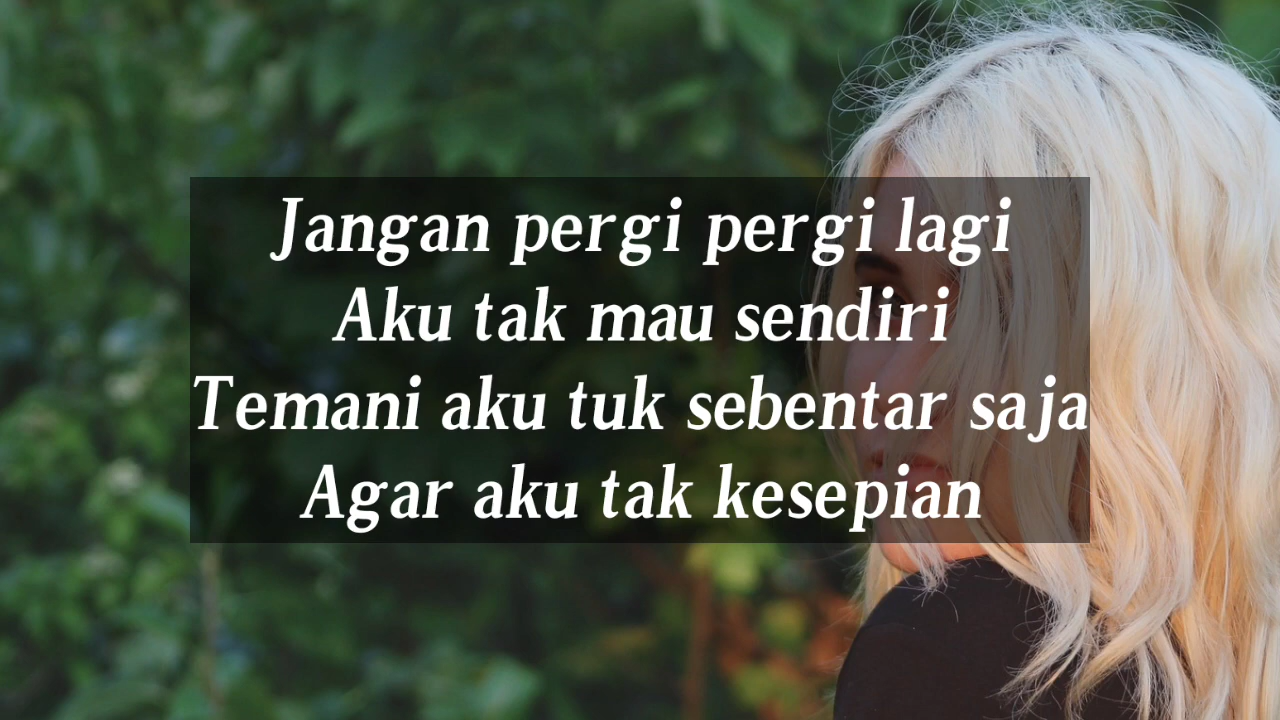 Jangan pergi pergi lagi
Aku tak mau sendiri
Temani aku tuk sebentar saja
Agar aku tak kesepian